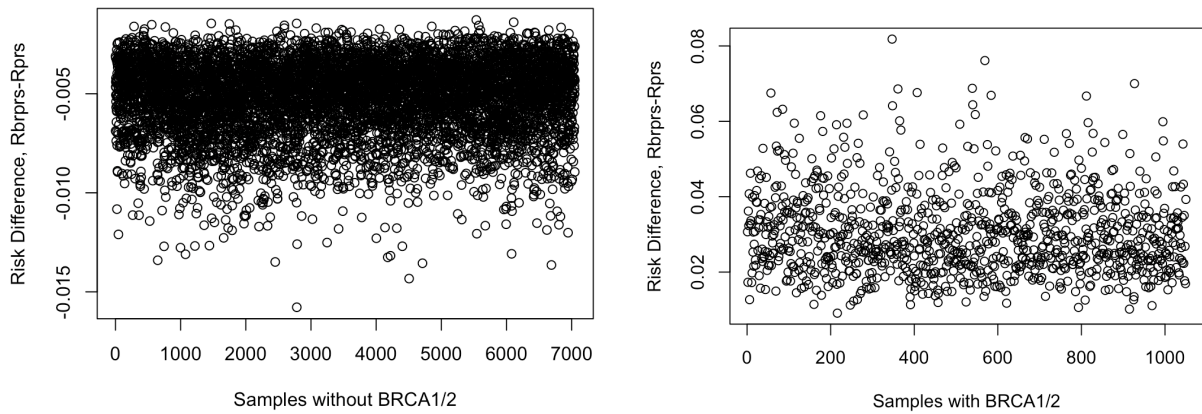 Risk Difference, Rbrprs-Rprs
-0.005
-0.010
-0.015
0 1000 2000 3000 4000 5000 6000 7000
Samples without BRCA1/2
Risk Difference, Rbrprs-Rprs
0.08
0.06
0.04
0.02
0 200 400 600 800 1000
Samples with BRCA1/2